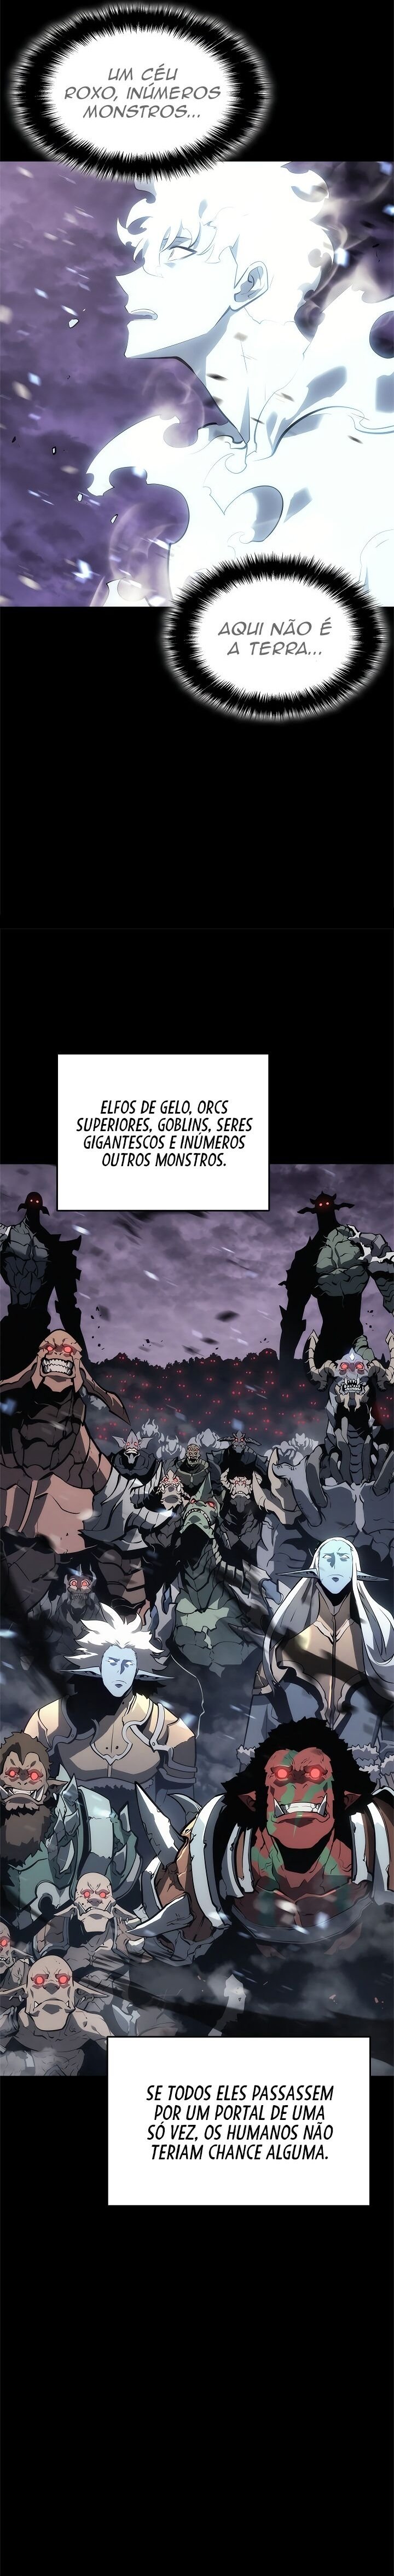 UM CÉU
ROXO, INÚMEROS
MONSTROS...
AQUI NÃO É
A TERRA...
ELFOS DE GELO, ORCS
SUPERIORES, GOBLINS, SERES
GIGANTESCOS E INÚMEROS
OUTROS MONSTROS.
SE TODOS ELES PASSASSEM
POR UM PORTAL DE UMA
SÓ VEZ, OS HUMANOS NÃO
TERIAM CHANCE ALGUMA.